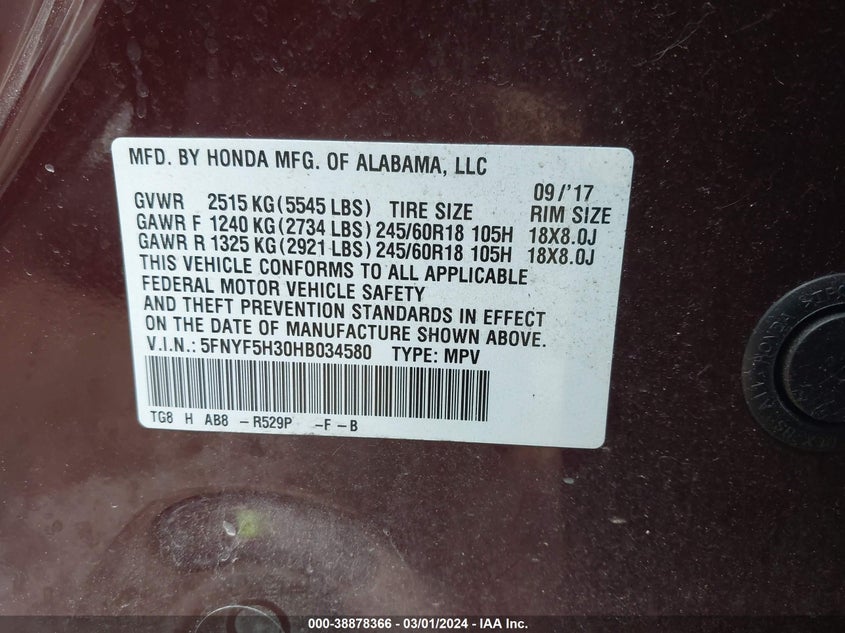 MFD. BY HONDA MFG. OF ALABAMA, LLC
09/'17
GVWR 2515 KG(5545 LBS) TIRE SIZE RIM SIZE
GAWR F 1240 KG(2734 LBS)245/60R18 105H 18X8.0J
GAWR R 1325 KG(2921 LBS)245/60R18 105H 18X8.0J
THIS VEHICLE CONFORMS TO ALL APPLICABLE
FEDERAL MOTOR VEHICLE SAFETY
AND THEFT PREVENTION STANDARDS IN EFFECT
ON THE DATE OF MANUFACTURE SHOWN ABOVE.
V.I.N.: 5FNYF5H30HB034580 TYPE: MPV
TG8 H AB8 -R529P -F-B
000-38878366 - 03/01/2024 - IAA Inc.